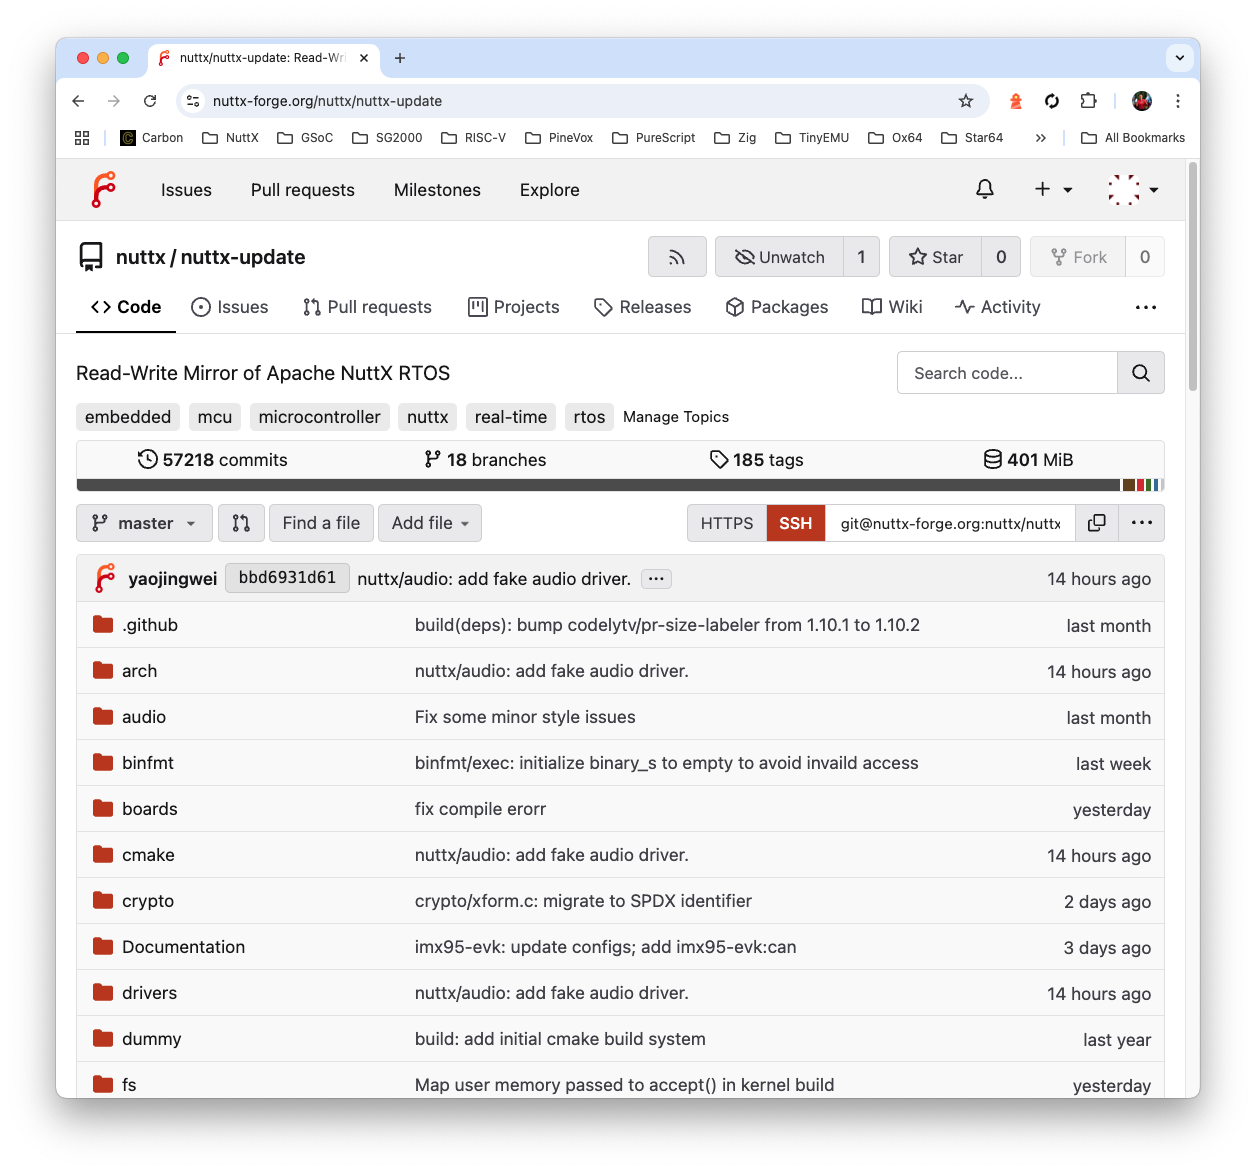 nuttx/nuttx-update: Read-Wri
nuttx-forge.org/nuttx/nuttx-update
Carbon NuttX GSoC SG2000 RISC-V PineVox PureScript Zig TinyEMU Ox64 Star64 » All Bookmarks
Issues Pull requests Milestones Explore
nuttx / nuttx-update Unwatch 1 Star 0 Fork 0
Code Issues Pull requests Projects Releases Packages Wiki Activity
Read-Write Mirror of Apache NuttX RTOS Search code...
embedded mcu microcontroller nuttx real-time rtos Manage Topics
57218 commits 18 branches 185 tags 401 MiB
master Find a file Add file HTTPS SSH git@nuttx-forge.org:nuttx/nuttx
yaojingwei bbd6931d61 nuttx/audio: add fake audio driver. ... 14 hours ago
.github build(deps): bump codelytv/pr-size-labeler from 1.10.1 to 1.10.2 last month
arch nuttx/audio: add fake audio driver. 14 hours ago
audio Fix some minor style issues last month
binfmt binfmt/exec: initialize binary_s to empty to avoid invaild access last week
boards fix compile erorr yesterday
cmake nuttx/audio: add fake audio driver. 14 hours ago
crypto crypto/xform.c: migrate to SPDX identifier 2 days ago
Documentation imx95-evk: update configs; add imx95-evk:can 3 days ago
drivers nuttx/audio: add fake audio driver. 14 hours ago
dummy build: add initial cmake build system last year
fs Map user memory passed to accept() in kernel build yesterday